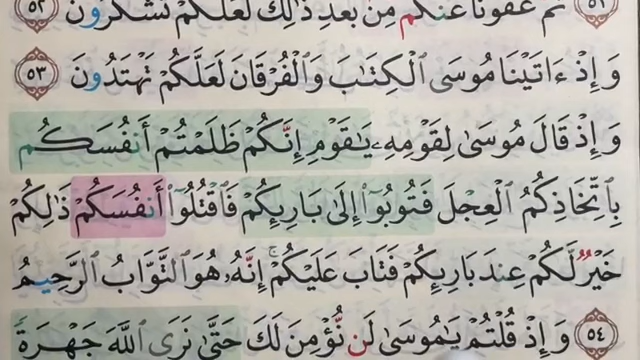 ٥١ ثُمَّ عَفَوْنَا عَنكُم مِّنۢ بَعْدِ ذَٰلِكَ لَعَلَّكُمْ تَشْكُرُونَ ٥٢
وَإِذْ ءَاتَيْنَا مُوسَى ٱلْكِتَٰبَ وَٱلْفُرْقَانَ لَعَلَّكُمْ تَهْتَدُونَ ٥٣
وَإِذْ قَالَ مُوسَىٰ لِقَوْمِهِۦ يَٰقَوْمِ إِنَّكُمْ ظَلَمْتُمْ أَنفُسَكُم
بِٱتِّخَاذِكُمُ ٱلْعِجْلَ فَتُوبُوٓا۟ إِلَىٰ بَارِئِكُمْ فَٱقْتُلُوٓا۟ أَنفُسَكُمْ ذَٰلِكُمْ
خَيْرٌ لَّكُمْ عِندَ بَارِئِكُمْ فَتَابَ عَلَيْكُمْ ۚ إِنَّهُۥ هُوَ ٱلتَّوَّابُ ٱلرَّحِيمُ
٥٤ وَإِذْ قُلْتُمْ يَٰمُوسَىٰ لَن نُّؤْمِنَ لَكَ حَتَّىٰ نَرَى ٱللَّهَ جَهْرَةً